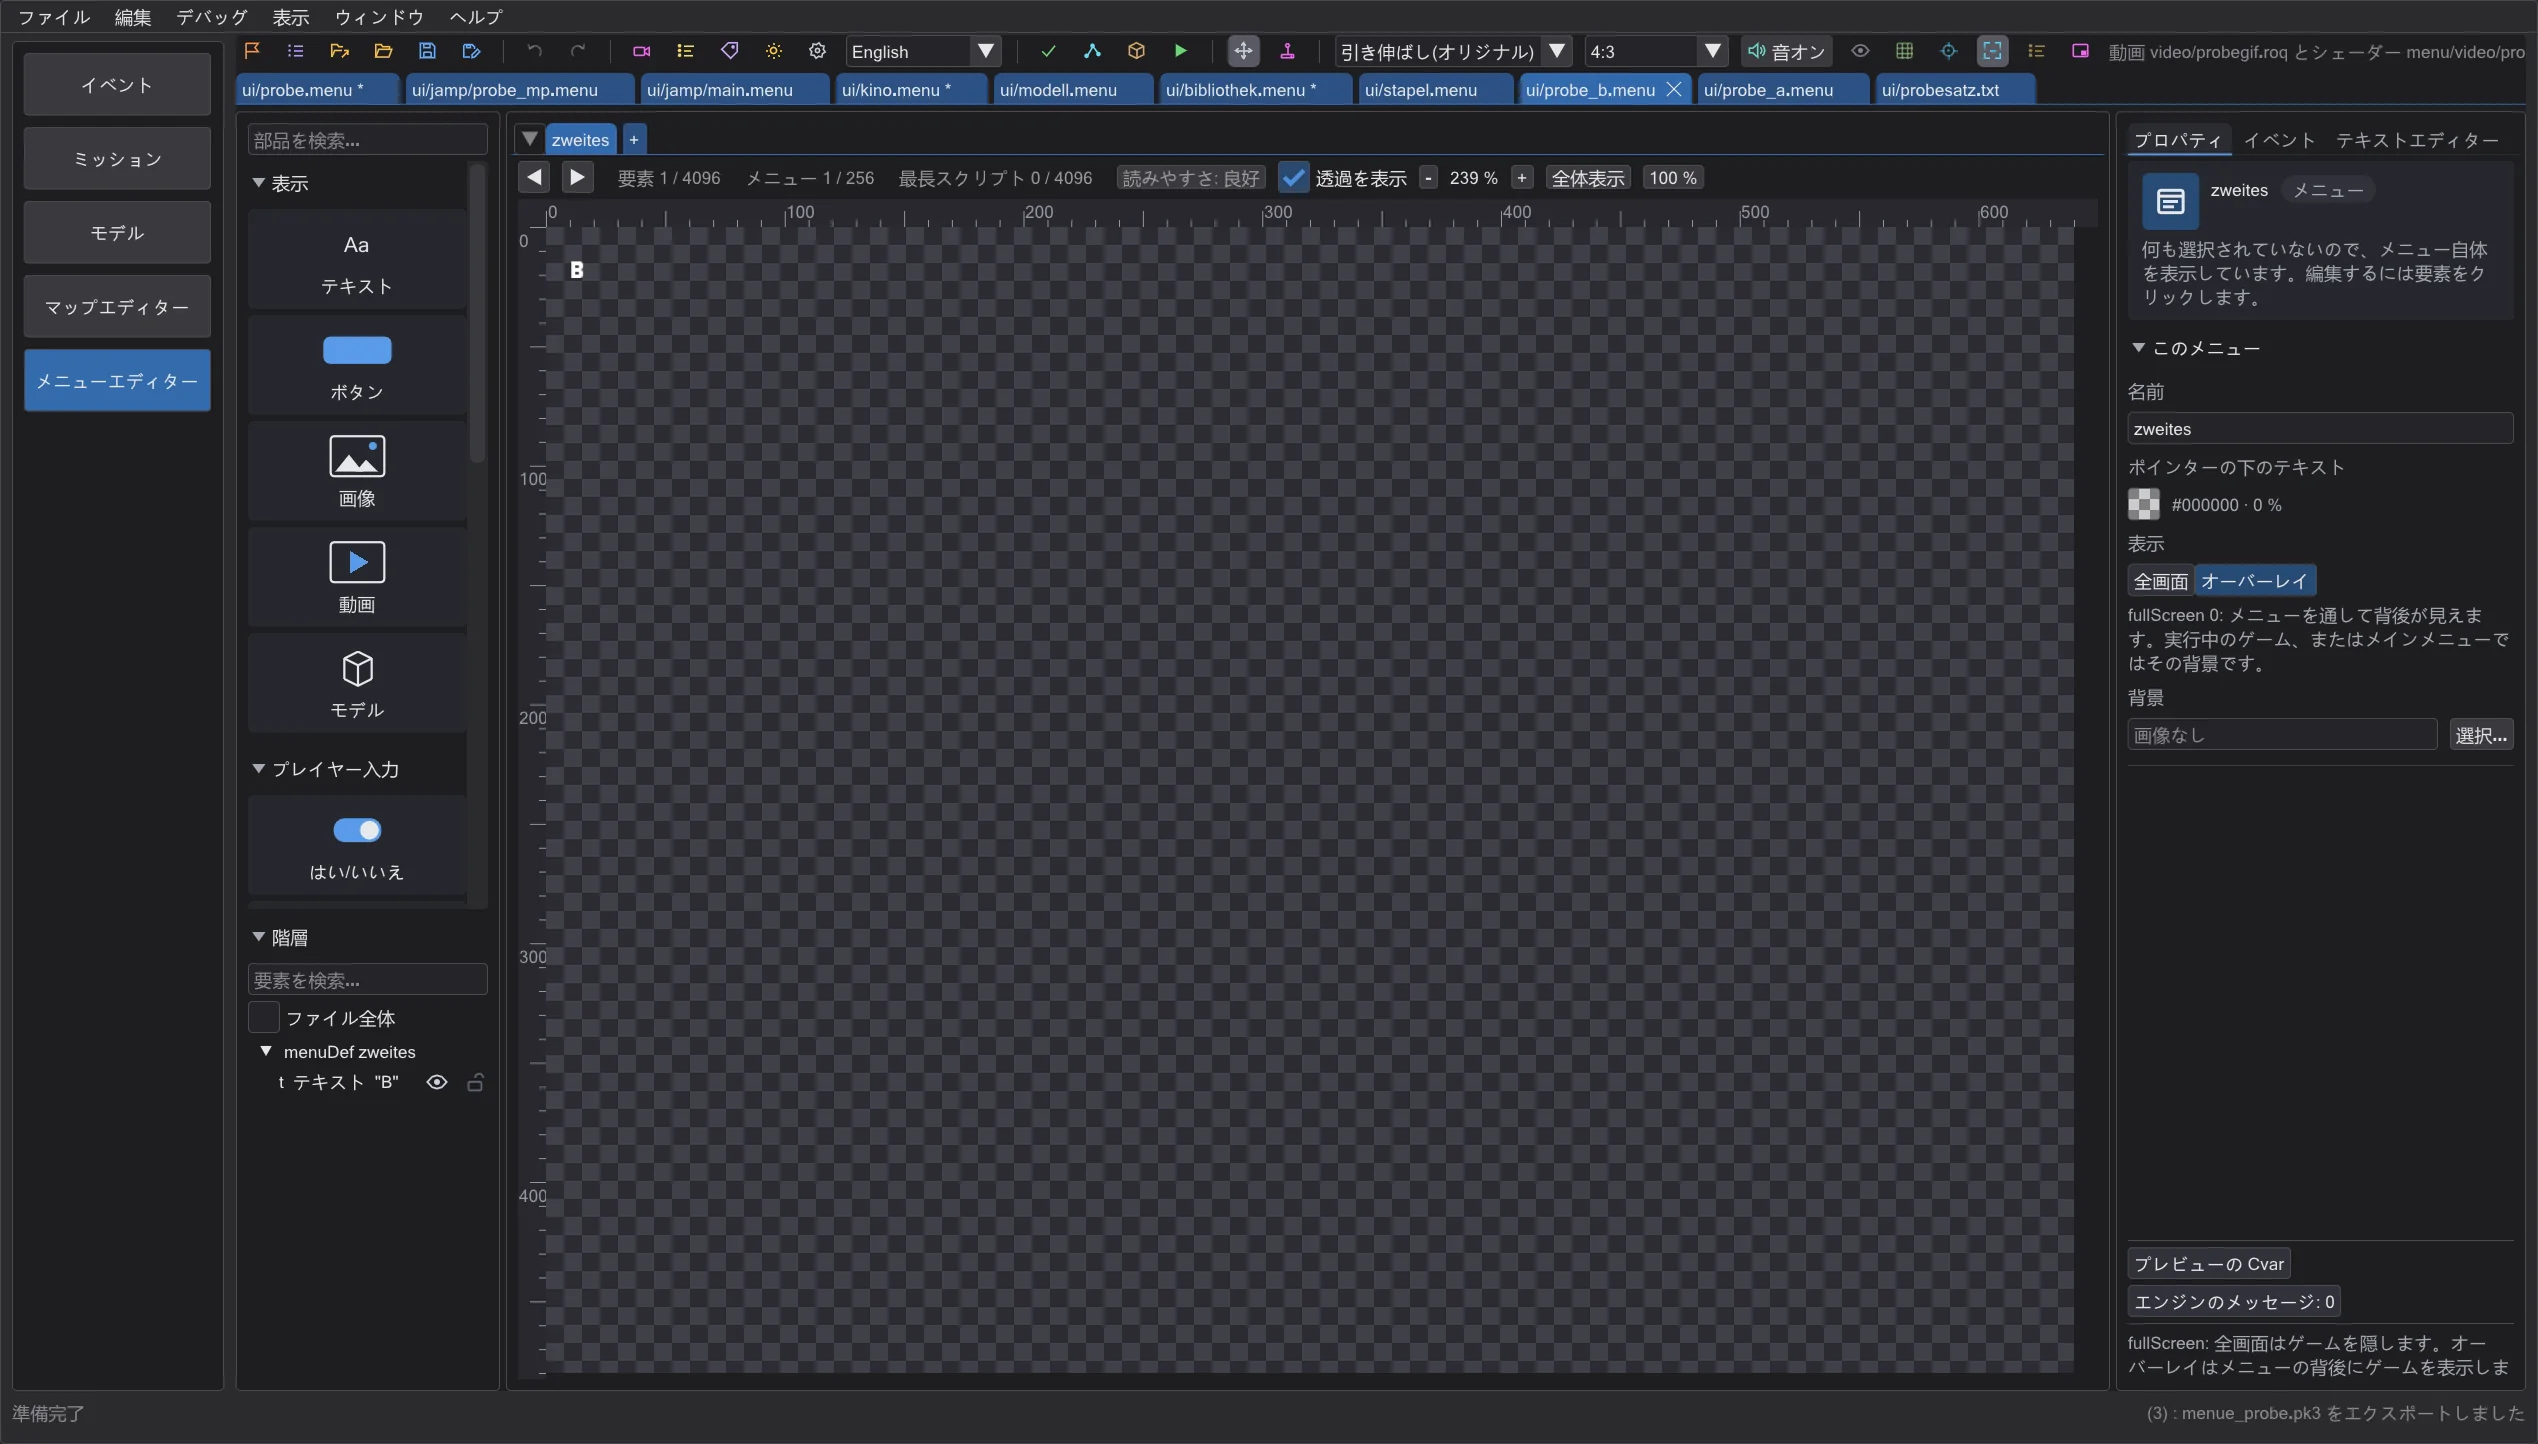 ファイル 編集 デバッグ 表示 ウィンドウ ヘルプ
English 引き伸ばし(オリジナル) 4:3 音オン 動画 video/probegif.roq とシェーダー menu/video/pro
ui/probe.menu * ui/jamp/probe_mp.menu ui/jamp/main.menu ui/kino.menu * ui/modell.menu ui/bibliothek.menu * ui/stapel.menu ui/probe_b.menu ui/probe_a.menu ui/probesatz.txt
イベント
ミッション
モデル
マップエディター
メニューエディター
部品を検索...
表示
Aa
テキスト
ボタン
画像
動画
モデル
プレイヤー入力
はい/いいえ
階層
要素を検索...
ファイル全体
menuDef zweites
t テキスト "B"
zweites +
要素 1 / 4096 メニュー 1 / 256 最長スクリプト 0 / 4096 読みやすさ: 良好 透過を表示 - 239 % + 全体表示 100 %
0 100 200 300 400 500 600
0
B
100
200
300
400
プロパティ イベント テキストエディター
zweites メニュー
何も選択されていないので、メニュー自体
を表示しています。編集するには要素をク
リックします。
このメニュー
名前
zweites
ポインターの下のテキスト
#000000 · 0 %
表示
全画面 オーバーレイ
fullScreen 0: メニューを通して背後が見えま
す。実行中のゲーム、またはメインメニューで
はその背景です。
背景
画像なし 選択...
プレビューの Cvar
エンジンのメッセージ: 0
fullScreen: 全画面はゲームを隠します。オー
バーレイはメニューの背後にゲームを表示しま
準備完了 (3) : menue_probe.pk3 をエクスポートしました